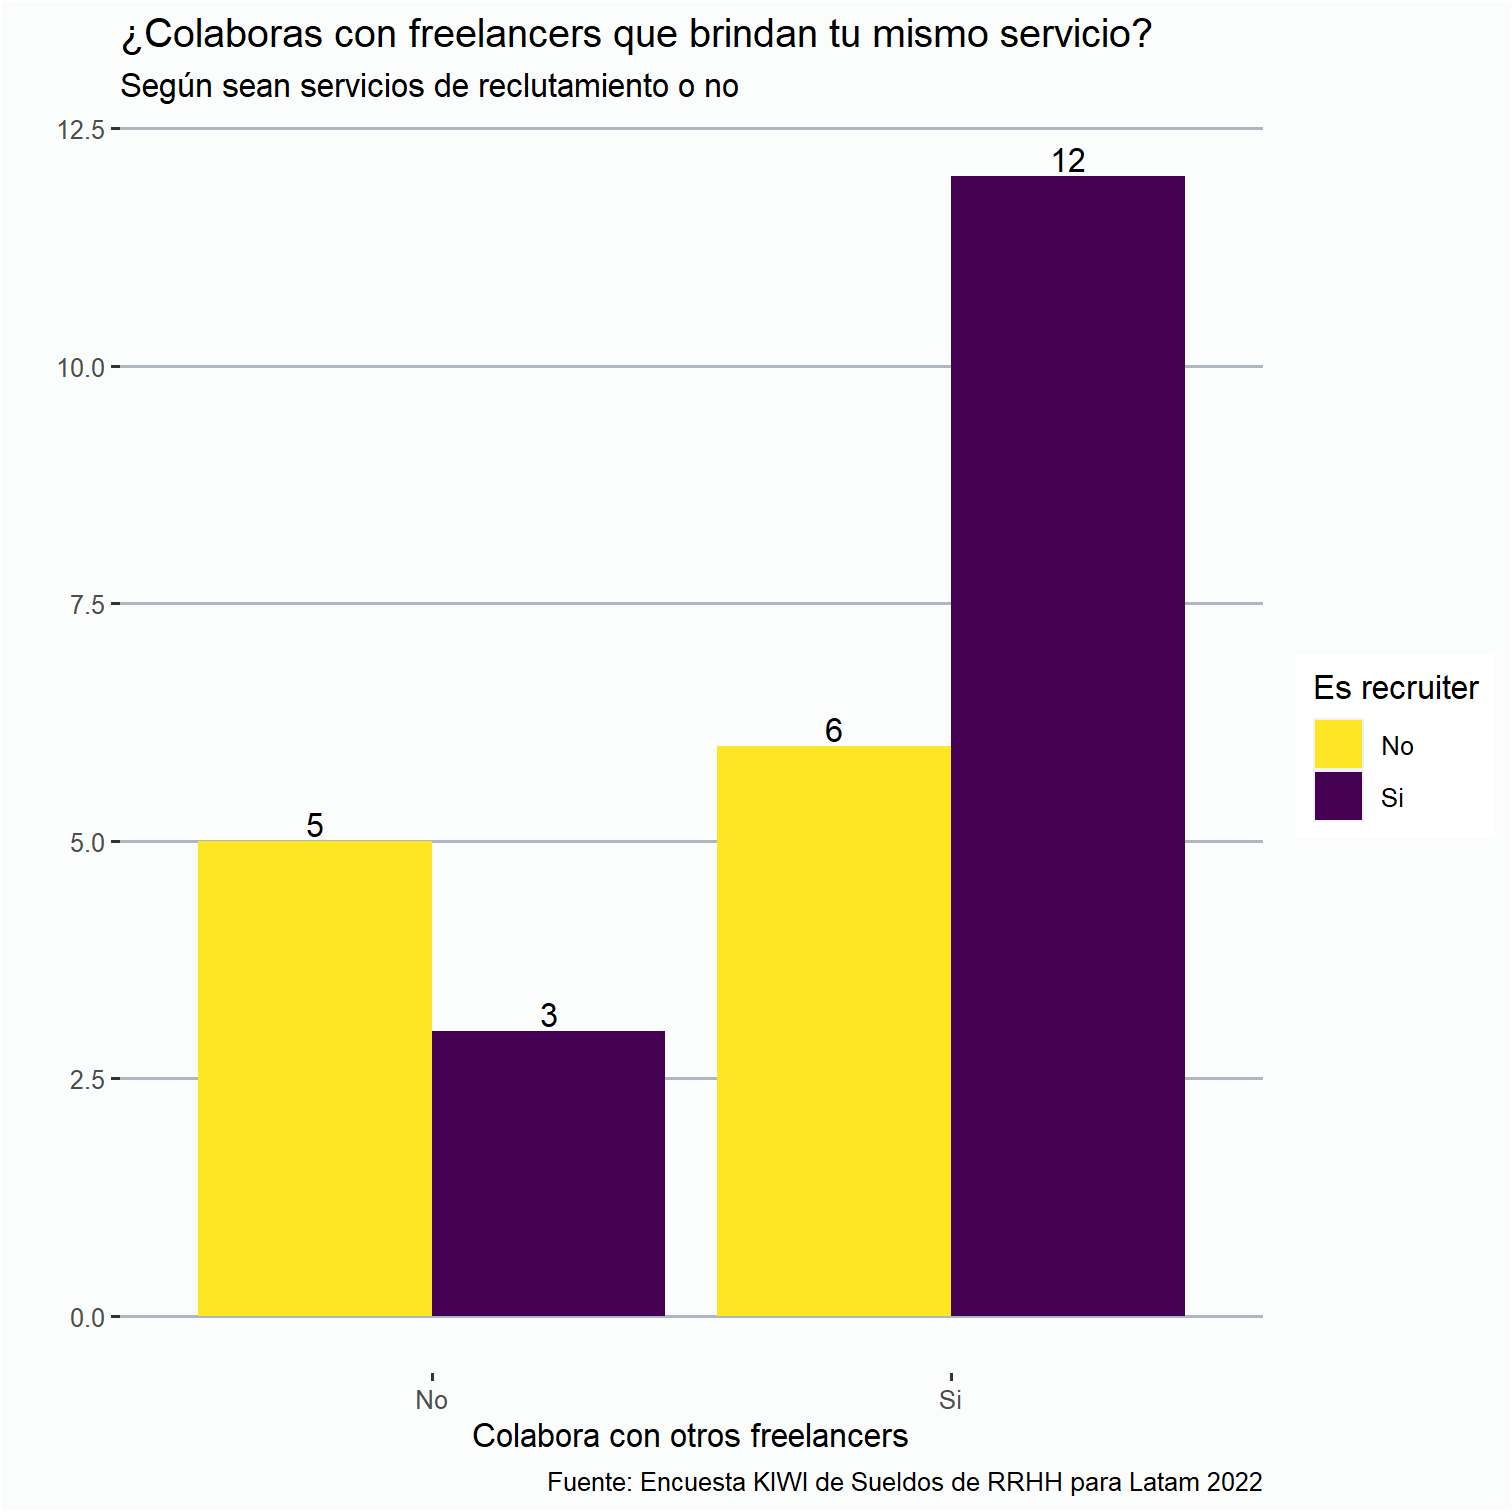 ¿Colaboras con freelancers que brindan tu mismo servicio?
Según sean servicios de reclutamiento o no
12.5
12
10.0
7.5
6
5
5.0
3
2.5
0.0
Es recruiter
No
Si
No
Si
Colabora con otros freelancers
Fuente: Encuesta KIWI de Sueldos de RRHH para Latam 2022